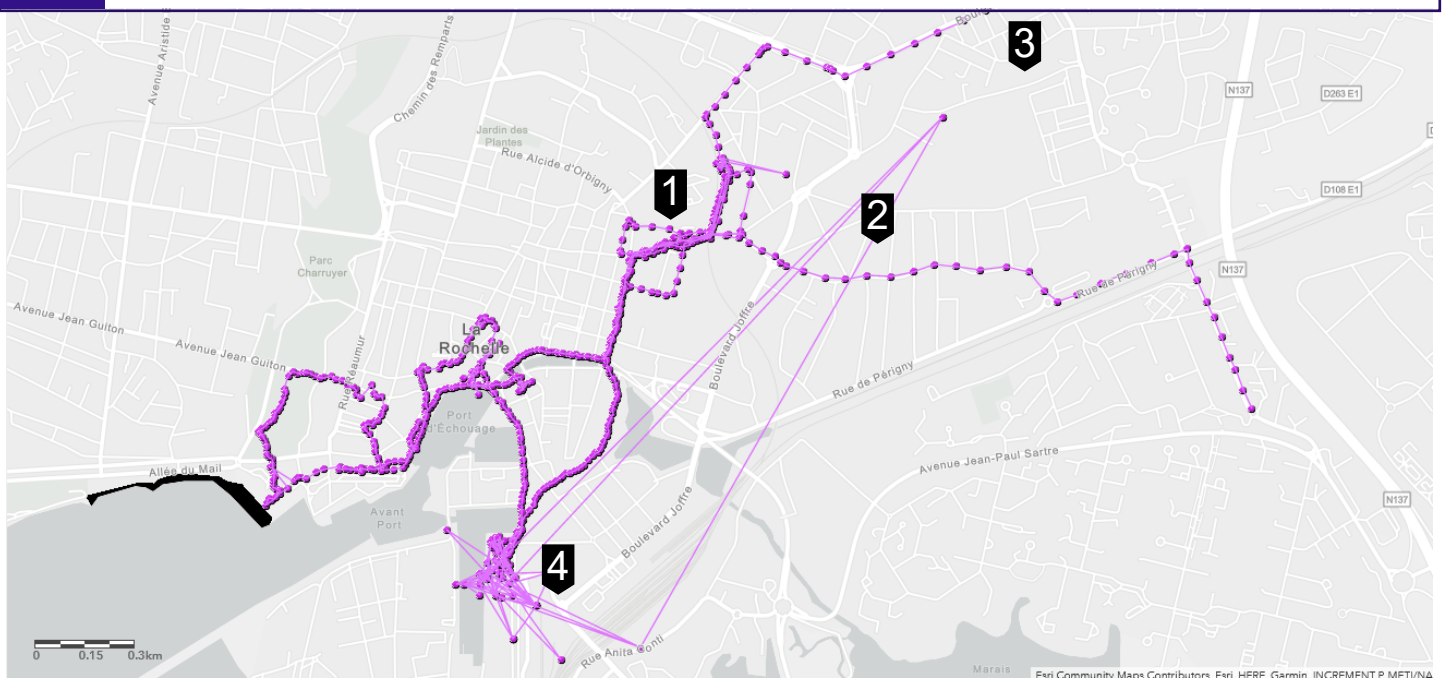 Avenue Aristide
Chemin des Remparts
3
N137
D263 E1
Jardin des
Plantes
Rue Alcide d'Orbigny
1
D108 E1
2
Parc
Charruyer
N137
Rue de Périgny
Avenue Jean Guiton
La
Rochelle
Avenue Jean Guiton
Boulevard Joffre
Rue de Périgny
Port
d'Échouage
Avenue Jean-Paul Sartre
Allée du Mail
N137
Avant
Port
Boulevard Joffre
4
0 0.15 0.3km
Rue Anita Conti
Marais
Esri Community Maps Contributors, Esri, HERE, Garmin, INCREMENT P, METI/NA